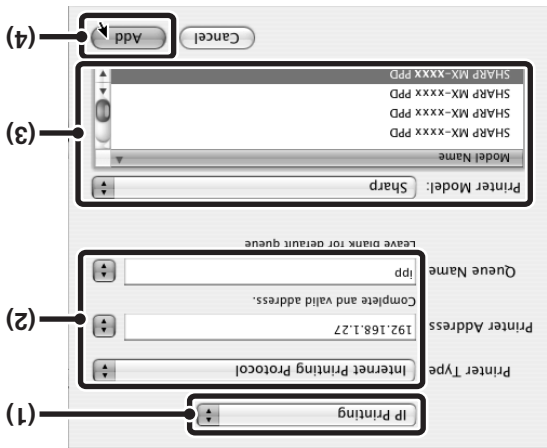 (1)
IP Printing
Printer Type
Internet Printing Protocol
(2)
Printer Address
192.168.1.27
Complete and valid address.
Queue Name
ipp
Leave blank for default queue
(3)
Printer Model:
Sharp
Model Name
SHARP MX-xxxx PPD
SHARP MX-xxxx PPD
SHARP MX-xxxx PPD
SHARP MX-xxxx PPD
(4)
Cancel
Add